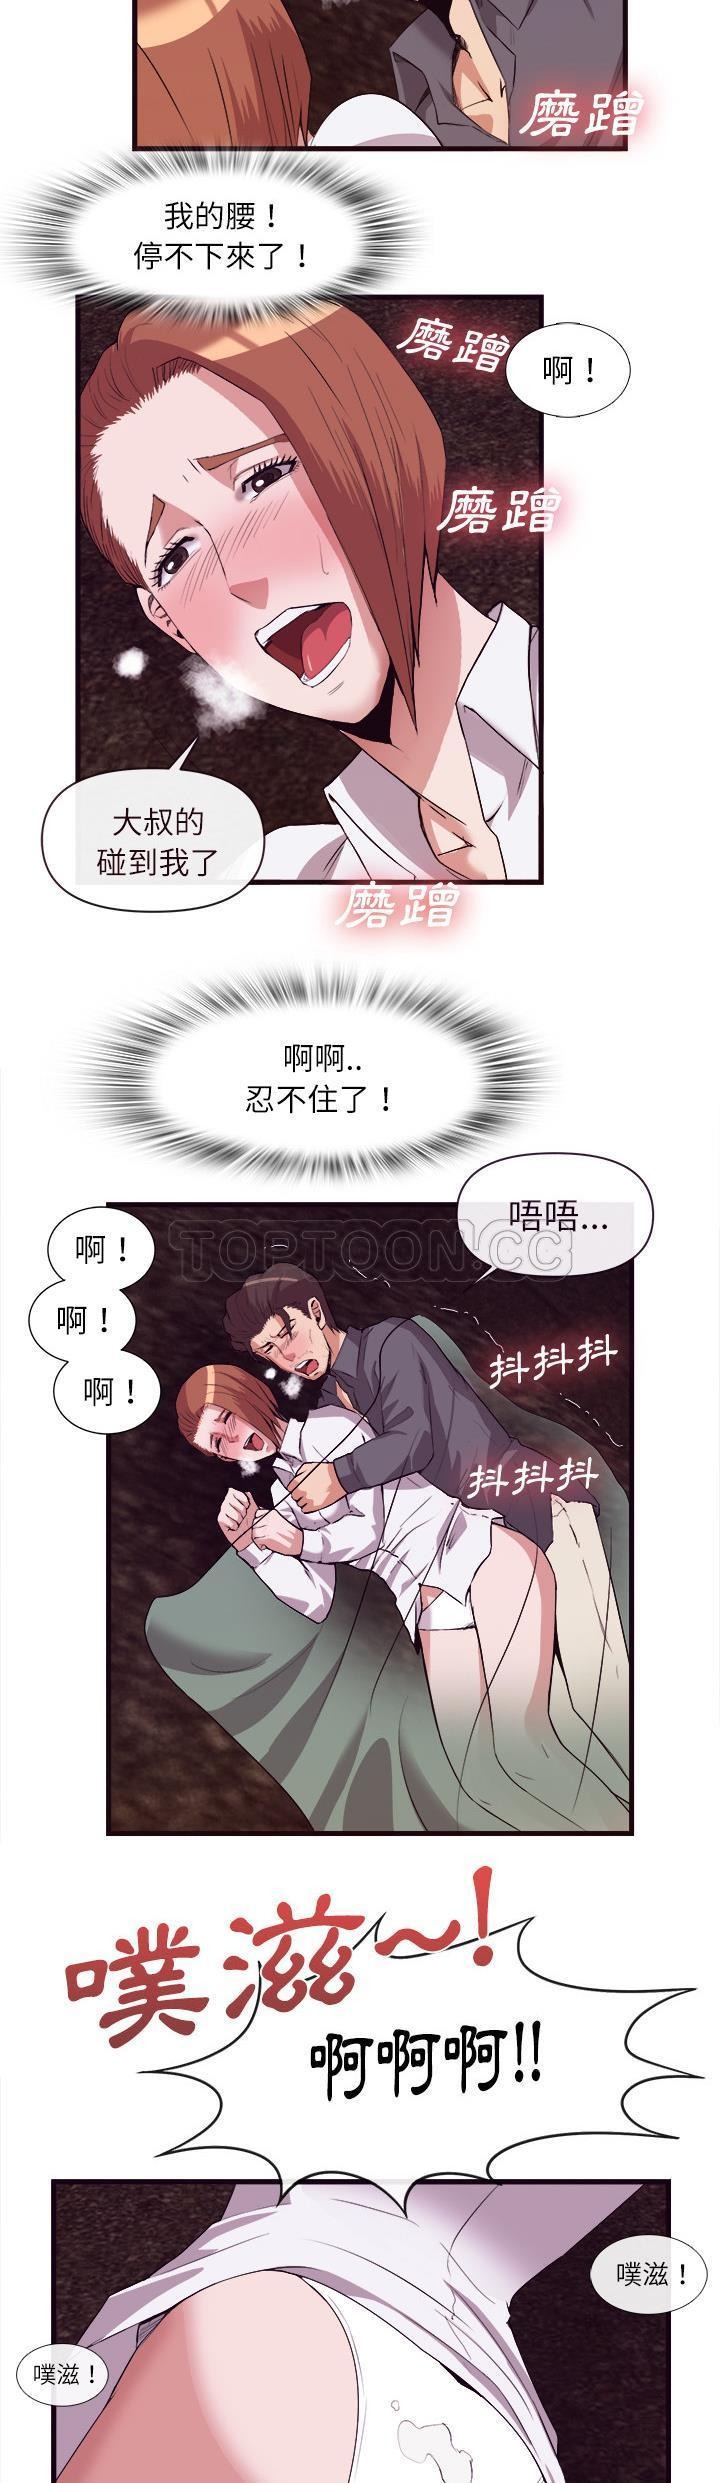 磨蹭
我的腰！
停不下來了！
磨蹭
啊！
磨蹭
大叔的
碰到我了
磨蹭
啊啊..
忍不住了！
唔唔...
啊！
TOPTOON.CC
啊！
啊！
抖抖抖
抖抖抖
噗滋~!
啊啊啊!!
噗滋！
噗滋！